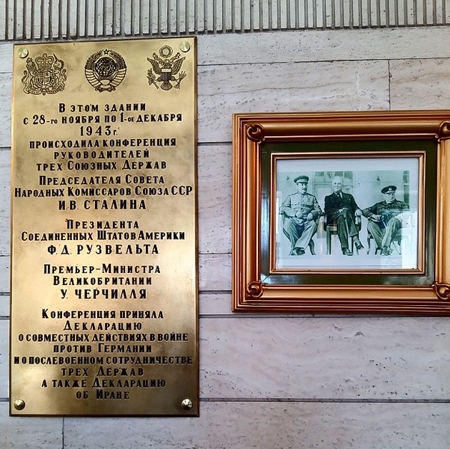 В этом здании
с 28-го ноября по 1-ое декабря
1943 г.
происходила конференция
руководителей
трех Союзных Держав
Председателя Совета
Народных Комиссаров Союза ССР
И.В. СТАЛИНА
Президента
Соединенных Штатов Америки
Ф.Д. РУЗВЕЛЬТА
Премьер-Министра
Великобритании
У. ЧЕРЧИЛЛЯ
Конференция приняла
Декларацию
о совместных действиях в войне
против Германии
и о послевоенном сотрудничестве
трех Держав
а также Декларацию
об Иране